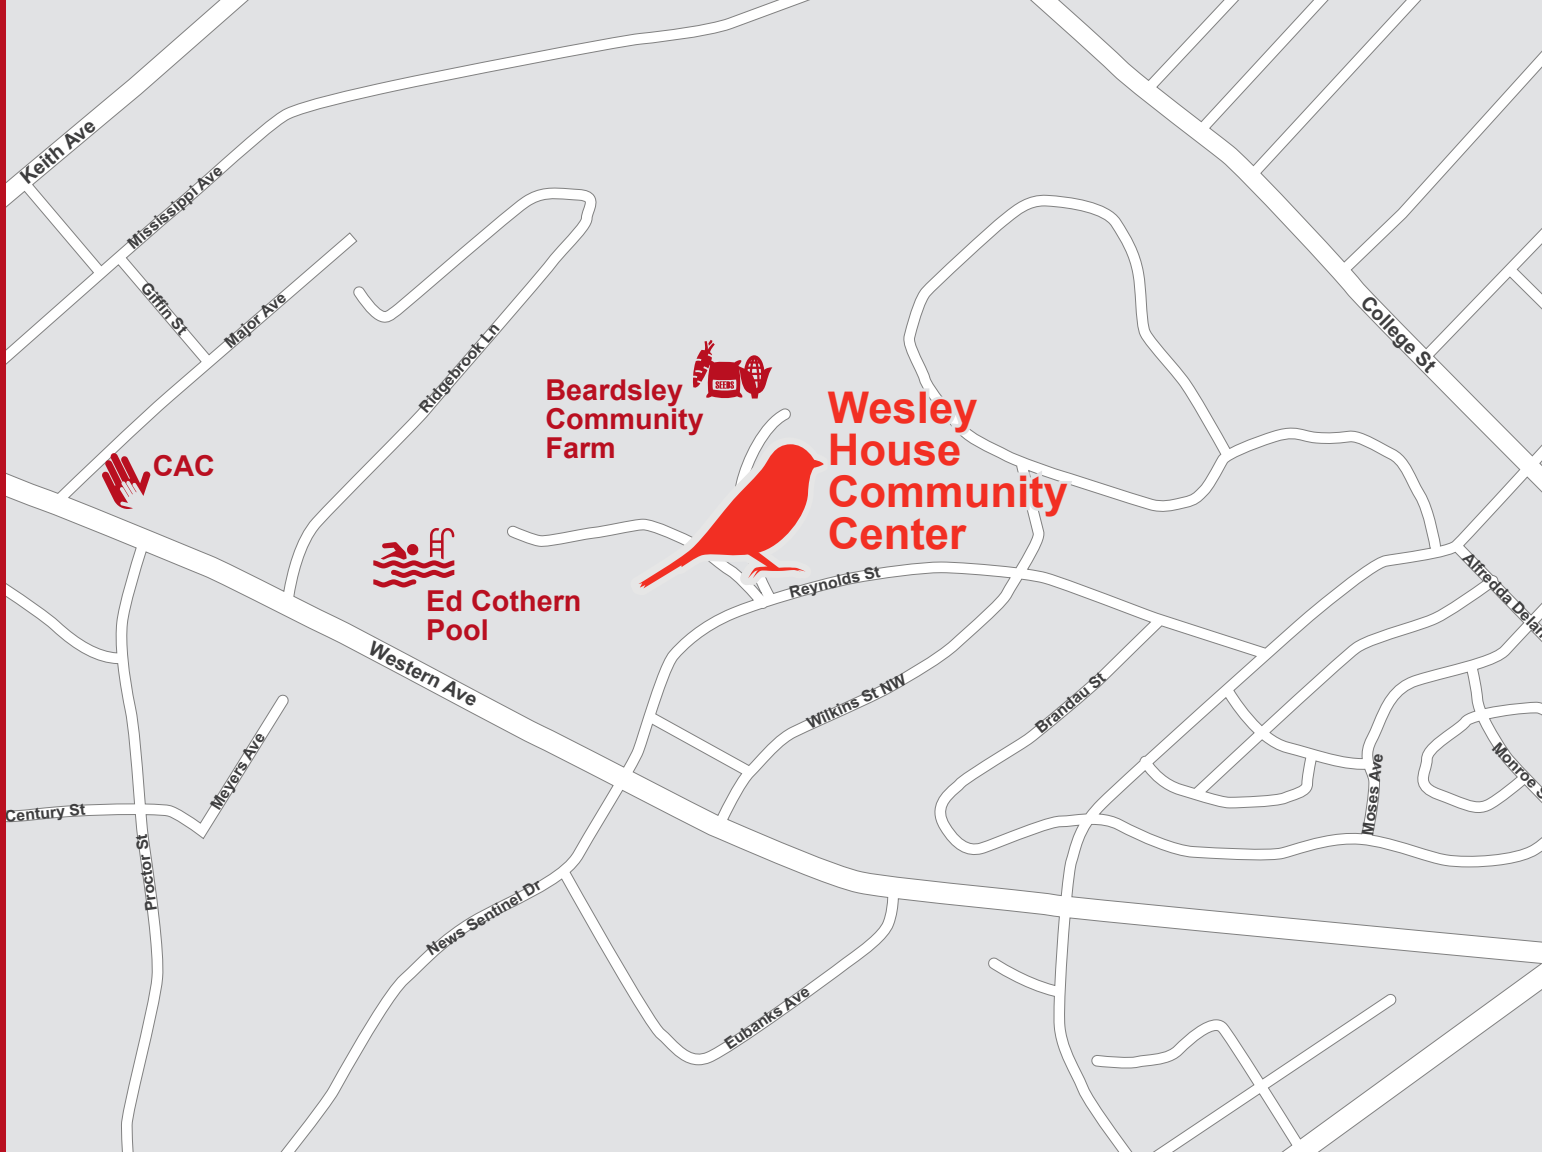 Keith Ave
Mississippi Ave
Giffin St
Major Ave
Ridgebrook Ln
College St
SEEDS
Beardsley
Community
Farm
Wesley
House
Community
Center
CAC
Ed Cothern
Pool
Reynolds St
Western Ave
Wilkins St NW
Brandau St
Alfredda Delan
Monroe S
Moses Ave
Meyers Ave
Century St
Proctor St
News Sentinel Dr
Eubanks Ave